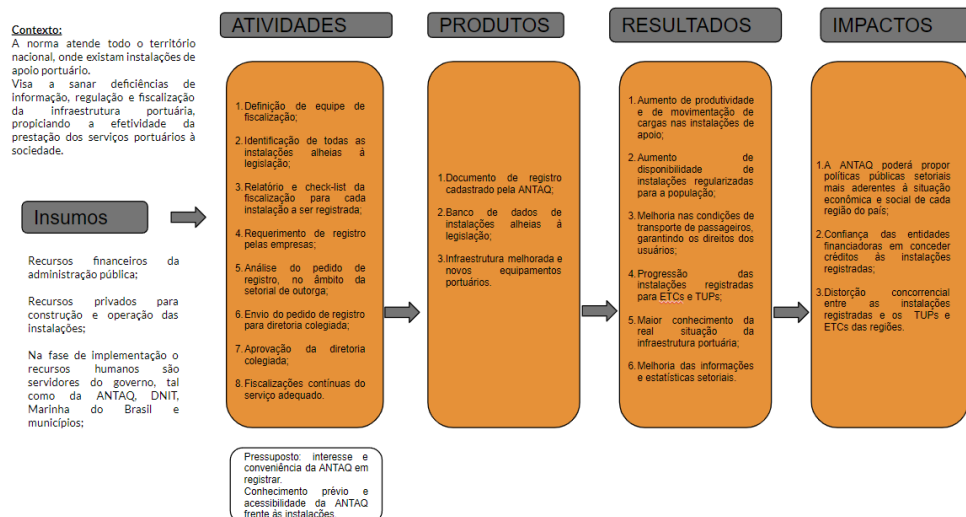 Contexto:
A norma atende todo o território
nacional, onde existam instalações de
apoio portuário.
Visa a sanar deficiências de
informação, regulação e fiscalização
da infraestrutura portuária,
propiciando a efetividade da
prestação dos serviços portuários à
sociedade.
Insumos
Recursos financeiros da
administração pública;
Recursos privados para
construção e operação das
instalações;
Na fase de implementação o
recursos humanos são
servidores do governo, tal
como da ANTAQ, DNIT,
Marinha do Brasil e
municípios;
ATIVIDADES
1. Definição de equipe de
fiscalização;
2. Identificação de todas as
instalações alheias á
legislação;
3. Relatório e check-list da
fiscalização para cada
instalação a ser registrada;
4. Requerimento de registro
pelas empresas;
5. Análise do pedido de
registro, no âmbito da
setorial de outorga;
6. Envio do pedido de registro
para diretoria colegiada;
7. Aprovação da diretoria
colegiada;
8. Fiscalizações contínuas do
serviço adequado.
Pressuposto: interesse e
conveniência da ANTAQ em
registrar.
Conhecimento prévio e
acessibilidade da ANTAQ
frente ás instalações
PRODUTOS
1.Documento de registro
cadastrado pela ANTAQ;
2.Banco de dados de
instalações alheias á
legislação;
3.Infraestrutura melhorada e
novos equipamentos
portuários.
RESULTADOS
1.Aumento de produtividade
e de movimentação de
cargas nas instalações de
apoio;
2.Aumento de
disponibilidade de
instalações regularizadas
para a população;
3.Melhoria nas condições de
transporte de passageiros,
garantindo os direitos dos
usuários;
4.Progressão das
instalações registradas
para ETCs e TUPs;
5.Maior conhecimento da
real situação da
infraestrutura portuária;
6.Melhoria das informações
e estatísticas setoriais.
IMPACTOS
1.A ANTAQ poderá propor
políticas públicas setoriais
mais aderentes á situação
econômica e social de cada
região do país;
2.Confiança das entidades
financiadoras em conceder
créditos ás instalações
registradas;
3.Distorção concorrencial
entre as instalações
registradas e os TUPs e
ETCs das regiões.